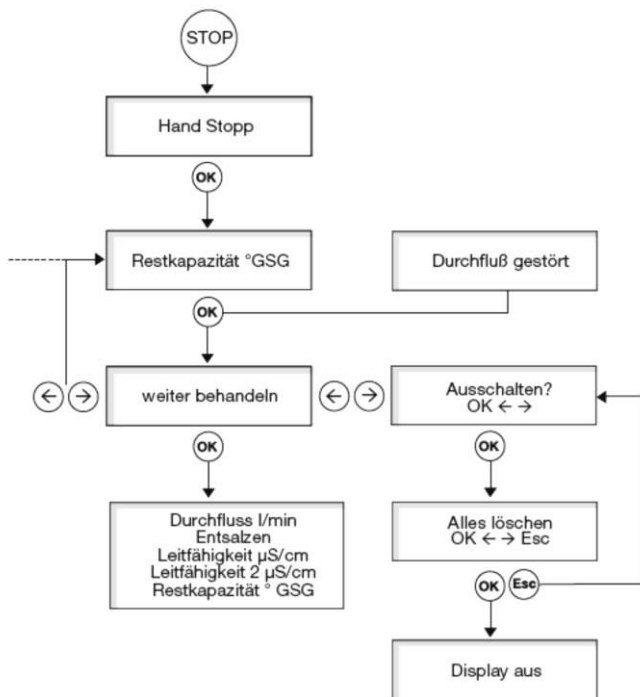 STOP
Hand Stopp
OK
Restkapazität °GSG
Durchfluß gestört
OK
← → weiter behandeln ← → Ausschalten?
OK ← →
OK
OK
Durchfluss l/min
Entsalzen
Leitfähigkeit µS/cm
Leitfähigkeit 2 µS/cm
Restkapazität ° GSG
Alles löschen
OK ← → Esc
OK Esc
Display aus